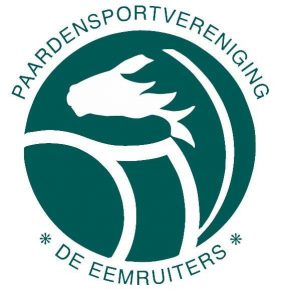 PAARDENSPORTVERENIGING
* DE EEMRUITERS *